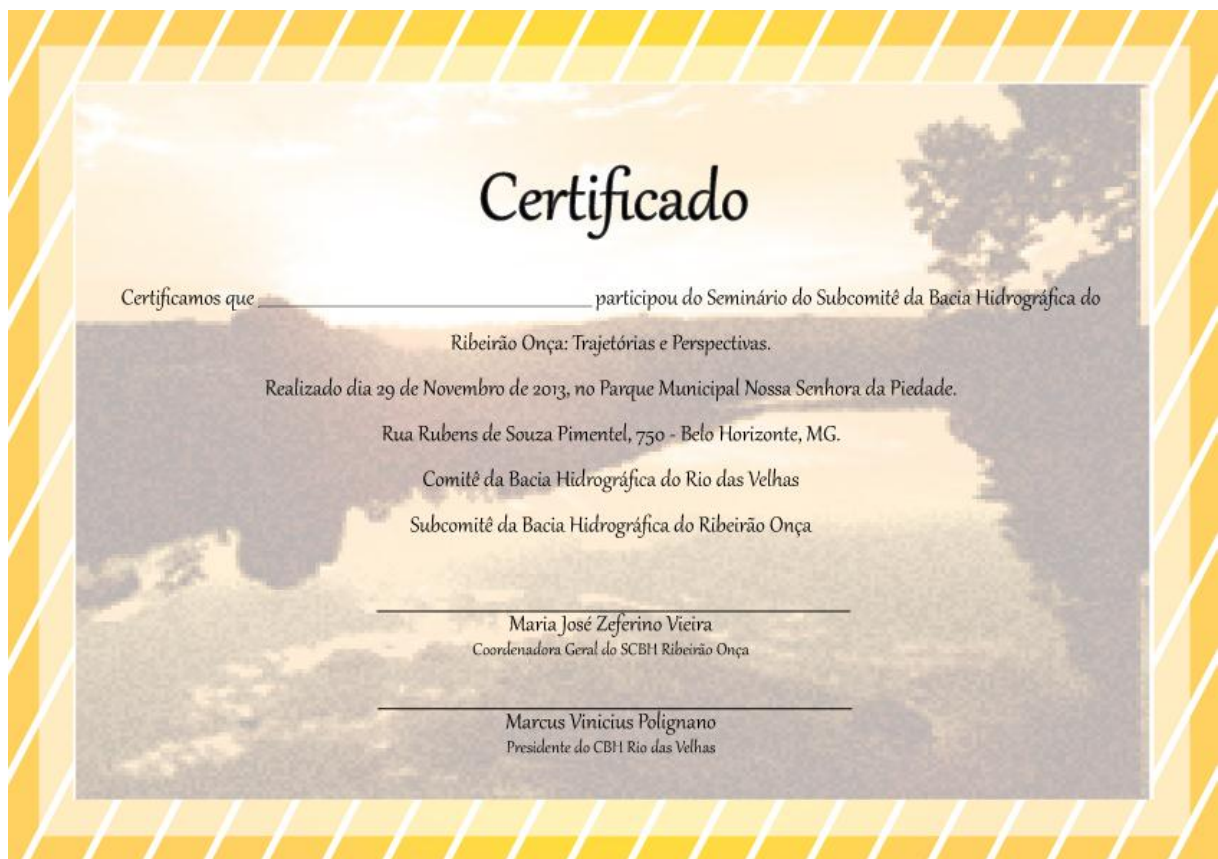 Certificado
Certificamos que ________________________________ participou do Seminário do Subcomitê da Bacia Hidrográfica do
Ribeirão Onça: Trajetórias e Perspectivas.
Realizado dia 29 de Novembro de 2013, no Parque Municipal Nossa Senhora da Piedade.
Rua Rubens de Souza Pimentel, 750 - Belo Horizonte, MG.
Comitê da Bacia Hidrográfica do Rio das Velhas
Subcomitê da Bacia Hidrográfica do Ribeirão Onça
Maria José Zeferino Vieira
Coordenadora Geral do SCBH Ribeirão Onça
Marcus Vinicius Polignano
Presidente do CBH Rio das Velhas